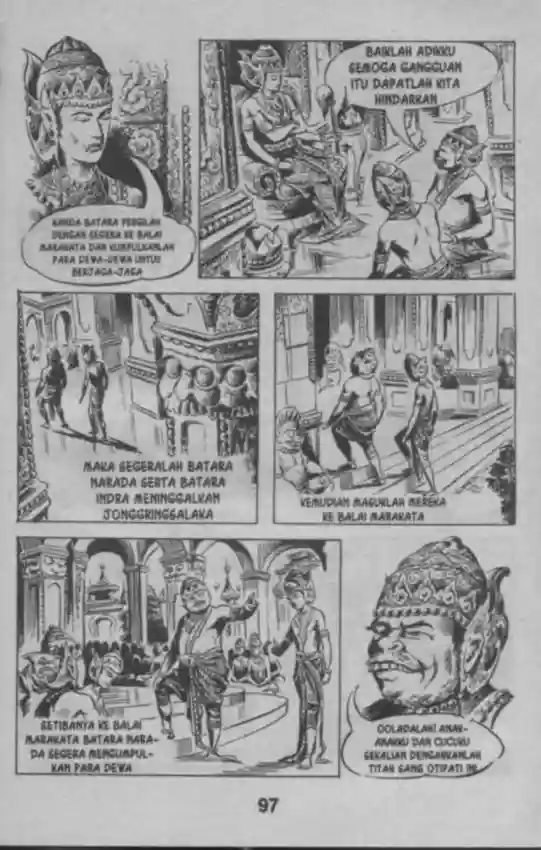 KANDA BATARA PERGILAH
DENGAN SEGERA KE BALAI
MARAKATA DAN KUMPULKANLAH
PARA DEWA-DEWA UNTUK
BERJAGA-JAGA
BAIKLAH ADIKKU
SEMOGA GANGGUAN
ITU DAPATLAH KITA
HINDARKAN
MAKA SEGERALAH BATARA
NARADA SERTA BATARA
INDRA MENINGGALKAN
JONGGRINGSALAKA
KEMUDIAN MASUKLAH MEREKA
KE BALAI MARAKATA
SETIBANYA KE BALAI
MARAKATA BATARA NARA-
DA SEGERA MENGUMPUL-
KAN PARA DEWA
OOLADALAH! ANAK-
ANAKKU DAN CUCUKU
SEKALIAN DENGARKANLAH
TITAH SANG OTIPATI INI
97